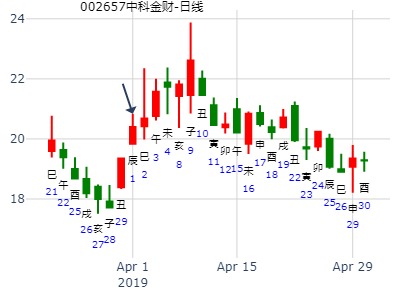 002657中科金财-日线
24
22
20
18
巳 午 酉 戌 亥 子 丑 辰 巳 午 未 亥 子 丑 寅 卯 午 未 申 酉 戌 丑 寅 卯 辰 巳 申 酉
21 22 25 26 27 28 29 1 2 3 4 8 9 10 11 12 15 16 17 18 19 22 23 24 25 26 29 30
Apr 1 Apr 15 Apr 29
2019